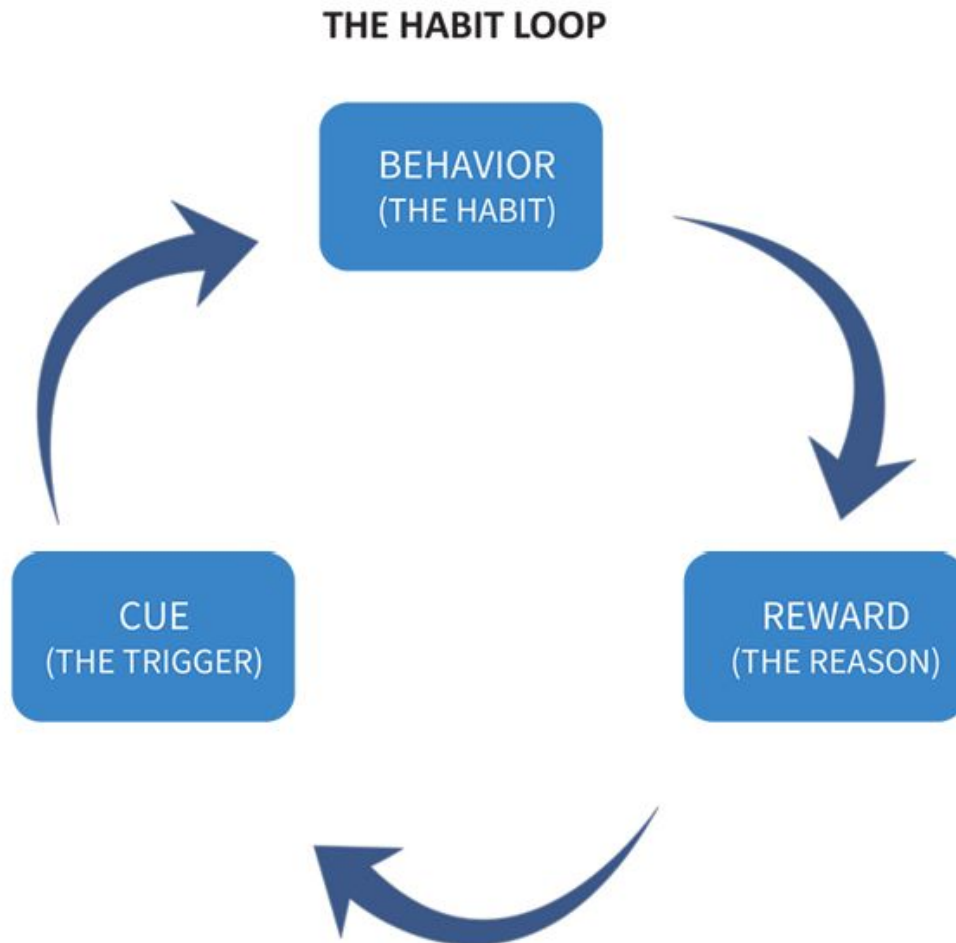 THE HABIT LOOP
BEHAVIOR
(THE HABIT)
CUE
(THE TRIGGER)
REWARD
(THE REASON)